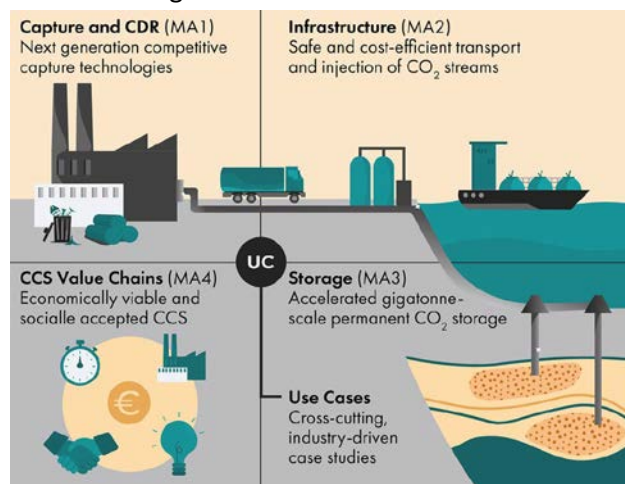 Capture and CDR (MA1)
Next generation competitive
capture technologies
Infrastructure (MA2)
Safe and cost-efficient transport
and injection of CO₂ streams
UC
CCS Value Chains (MA4)
Economically viable and
socialle accepted CCS
€
Storage (MA3)
Accelerated gigatonne-
scale permanent CO₂ storage
Use Cases
Cross-cutting,
industry-driven
case studies